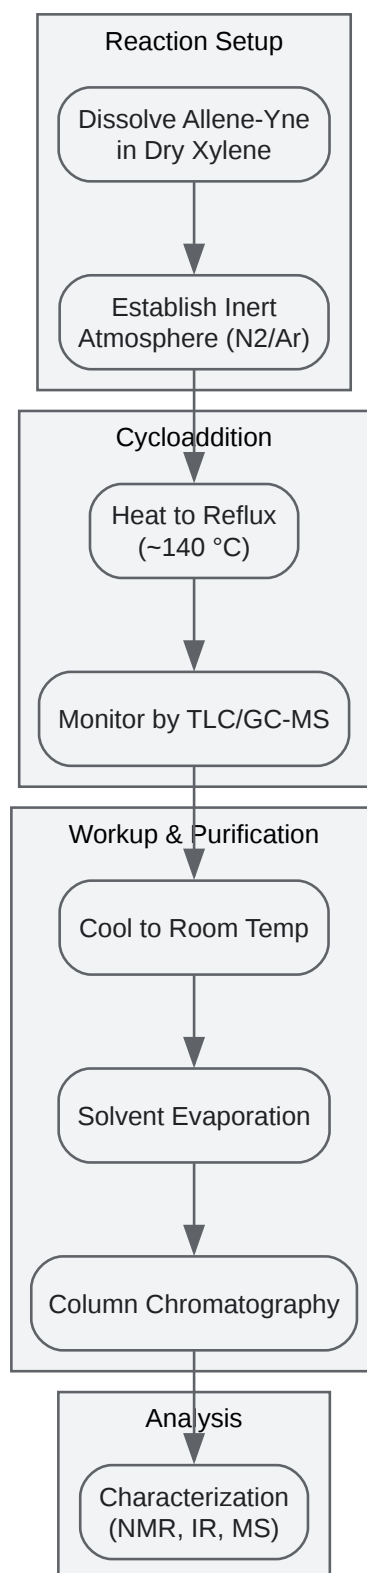 Reaction Setup
Dissolve Allene-Yne
in Dry Xylene
Establish Inert
Atmosphere (N2/Ar)
Cycloaddition
Heat to Reflux
(~140 °C)
Monitor by TLC/GC-MS
Workup & Purification
Cool to Room Temp
Solvent Evaporation
Column Chromatography
Analysis
Characterization
(NMR, IR, MS)